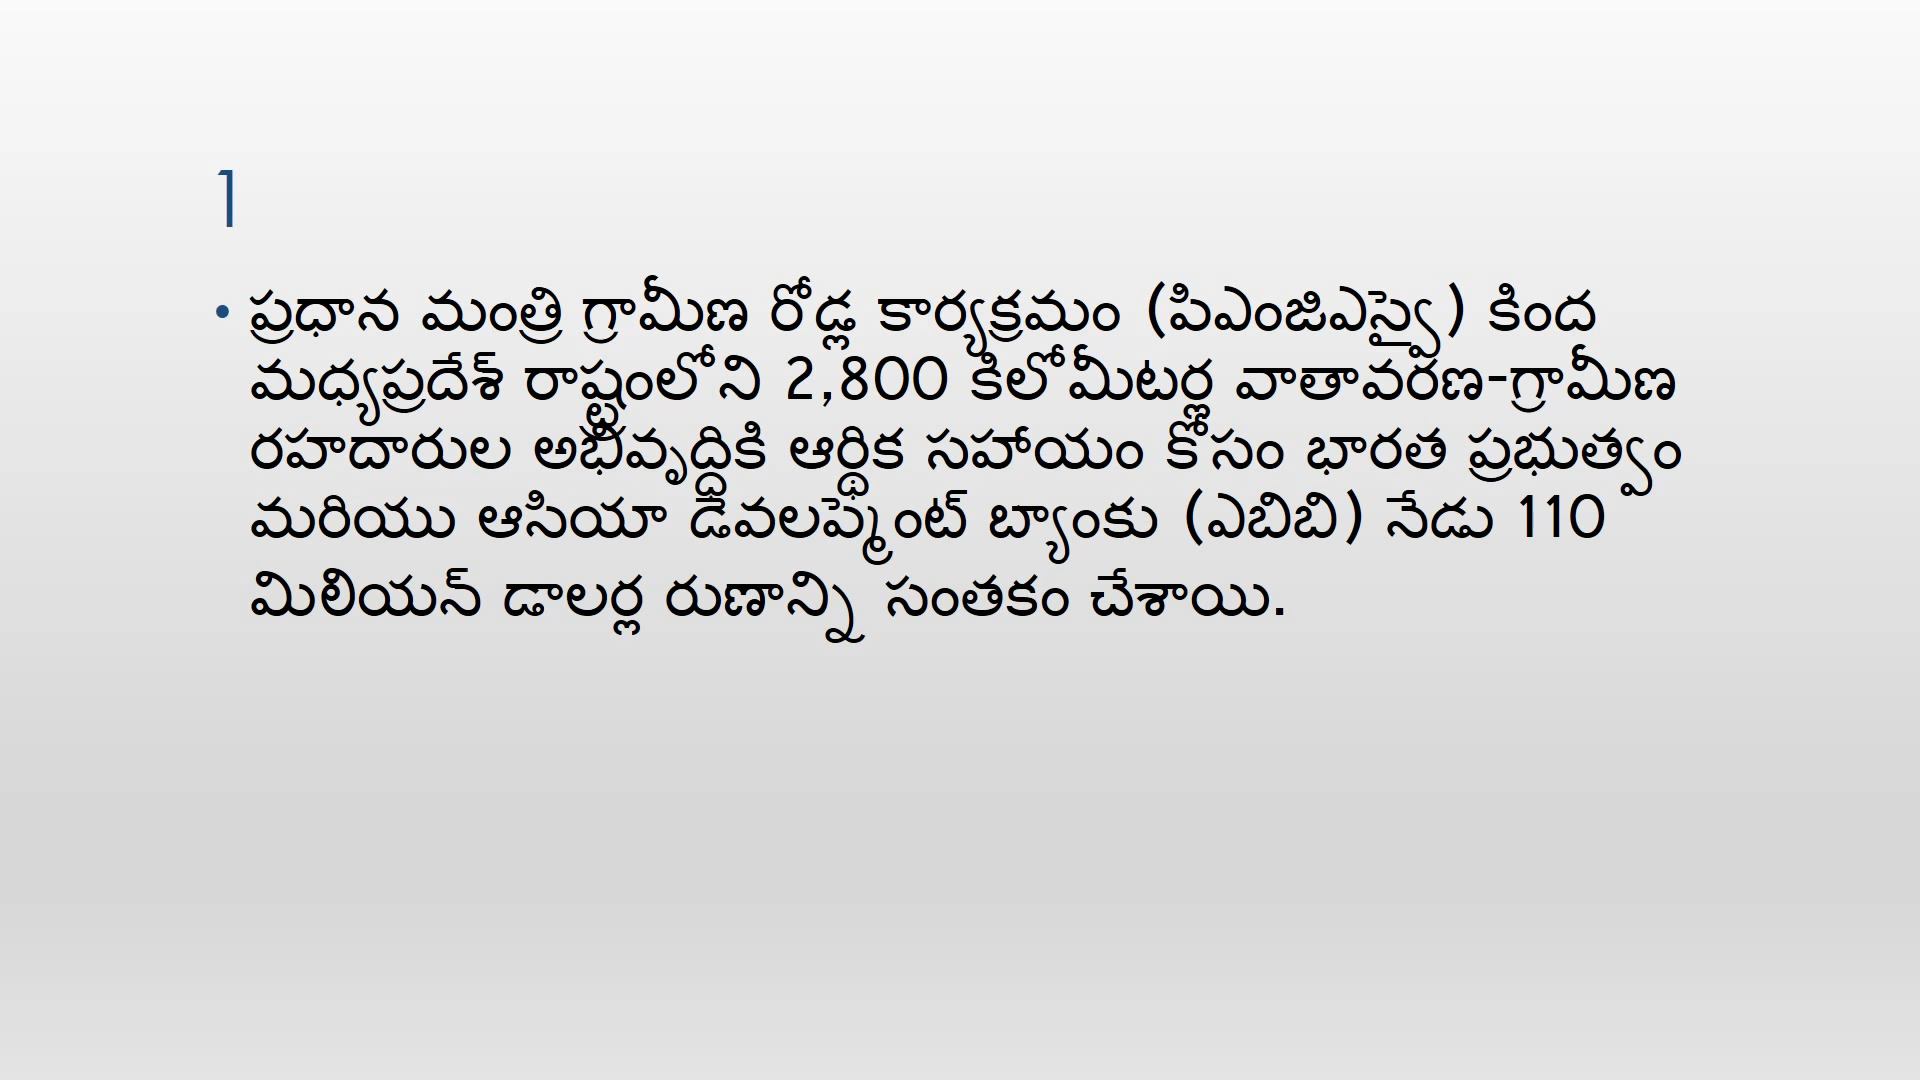 1
• ప్రధాన మంత్రి గ్రామీణ రోడ్ల కార్యక్రమం (పిఎంజిఎస్వై) కింద
మధ్యప్రదేశ్ రాష్ట్రంలోని 2,800 కిలోమీటర్ల వాతావరణ-గ్రామీణ
రహదారుల అభివృద్ధికి ఆర్థిక సహాయం కోసం భారత ప్రభుత్వం
మరియు ఆసియా డెవలప్మెంట్ బ్యాంకు (ఎబిబి) నేడు 110
మిలియన్ డాలర్ల రుణాన్ని సంతకం చేశాయి.